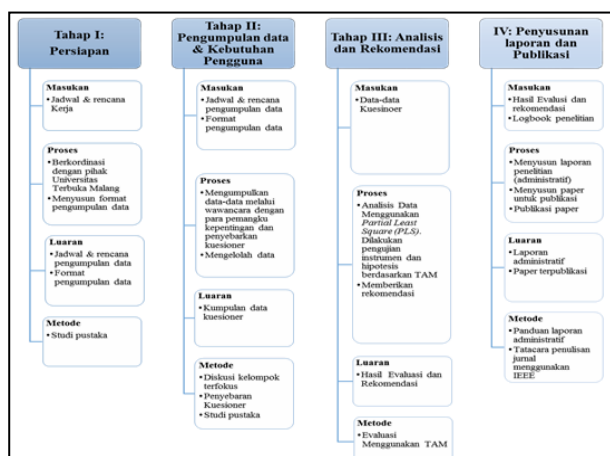 Tahap I:
Persiapan
Masukan
• Jadwal & rencana
Kerja
Proses
• Berkordinasi
dengan pihak
Universitas
Terbuka Malang
• Menyusun format
pengumpulan data
Luaran
• Jadwal & rencana
pengumpulan data
• Format
pengumpulan data
Metode
• Studi pustaka
Tahap II:
Pengumpulan data
& Kebutuhan
Pengguna
Masukan
• Jadwal & rencana
pengumpulan data
• Format
pengumpulan data
Proses
• Mengumpulkan
data-data melalui
wawancara dengan
para pemangku
kepentingan dan
penyebarkan
kuesioner
• Mengelolah data
Luaran
• Kumpulan data
kuesioner
Metode
• Diskusi kelompok
terfokus
• Penyebaran
Kuesioner
• Studi pustaka
Tahap III: Analisis
dan Rekomendasi
Masukan
• Data-data
Kuesinoer
Proses
• Analisis Data
Menggunakan
Partial Least
Square (PLS).
Dilakukan
pengujian
instrumen dan
hipotesis
berdasarkan TAM
• Memberikan
rekomendasi
Luaran
• Hasil Evaluasi dan
Rekomendasi
Metode
• Evaluasi
Menggunakan TAM
IV: Penyusunan
laporan dan
Publikasi
Masukan
• Hasil Evalusi dan
rekomendasi
• Logbook penelitian
Proses
• Menyusun laporan
penelitian
(administratif)
• Menyusun paper
untuk publikasi
• Publikasi paper
Luaran
• Laporan
administratif
• Paper terpublikasi
Metode
• Panduan laporan
administratif
• Tatacara penulisan
jurnal
menggunakan
IEEE